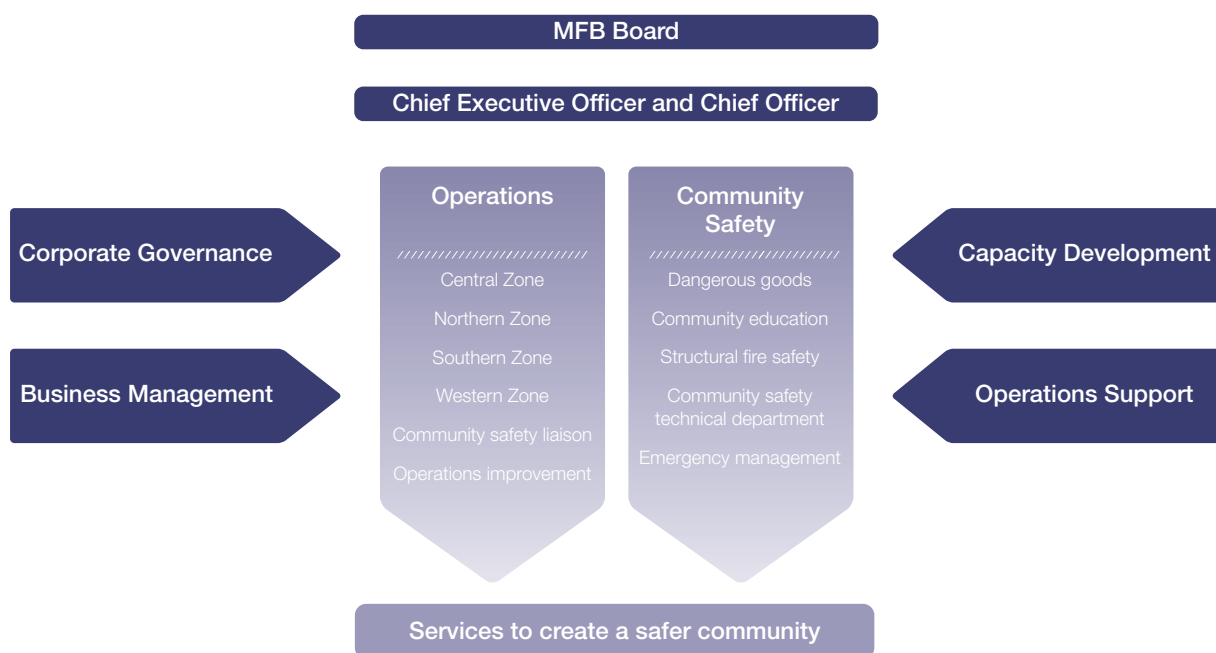 MFB Board
Chief Executive Officer and Chief Officer
Corporate Governance
Business Management
Operations
Central Zone
Northern Zone
Southern Zone
Western Zone
Community safety liaison
Operations improvement
Community
Safety
Dangerous goods
Community education
Structural fire safety
Community safety
technical department
Emergency management
Capacity Development
Operations Support
Services to create a safer community